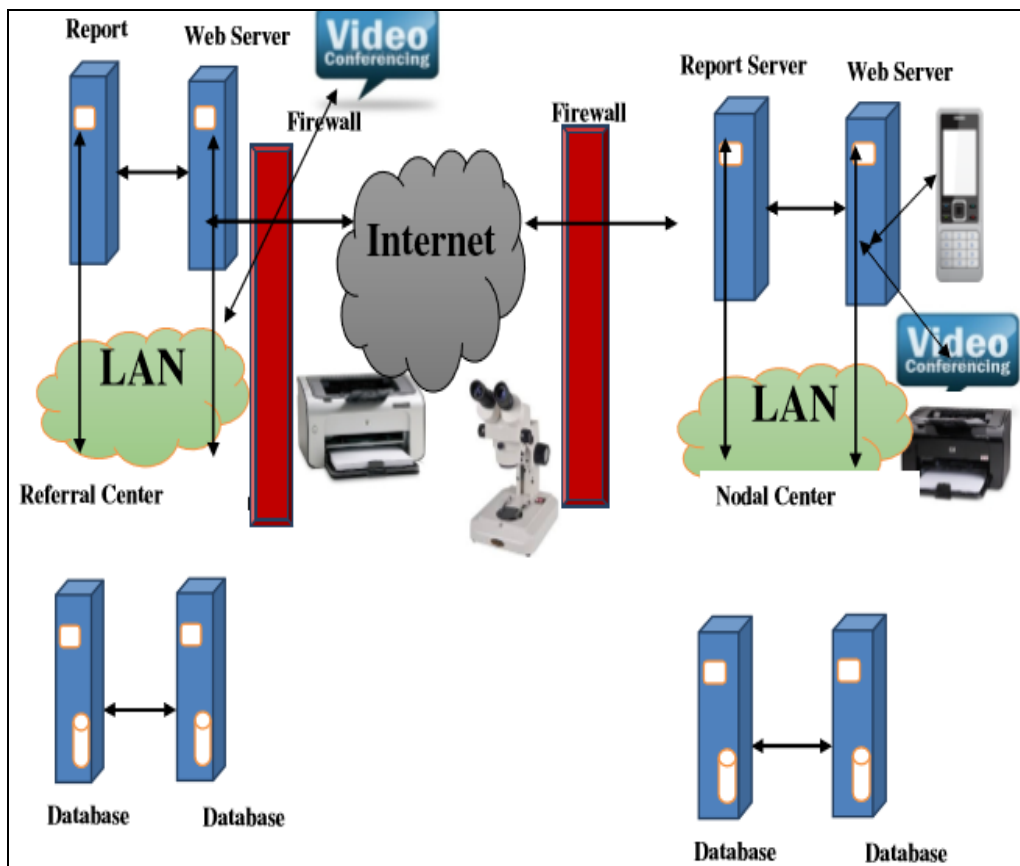 Report
Web Server
Video
Conferencing
Firewall
Internet
LAN
Referral Center
Firewall
Report Server
Web Server
Video
Conferencing
LAN
Nodal Center
Database
Database
Database
Database